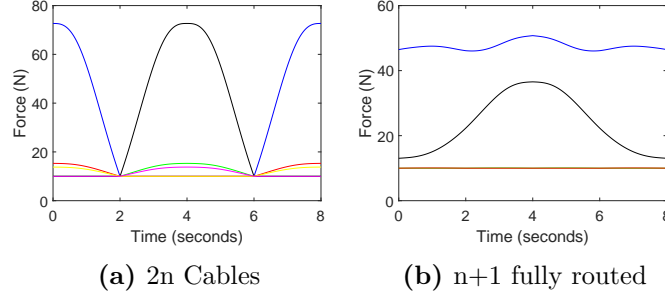 80
60
40
20
0
0 2 4 6 8
Force (N)
Time (seconds)
(a) 2n Cables
60
40
20
0
0 2 4 6 8
Force (N)
Time (seconds)
(b) n+1 fully routed